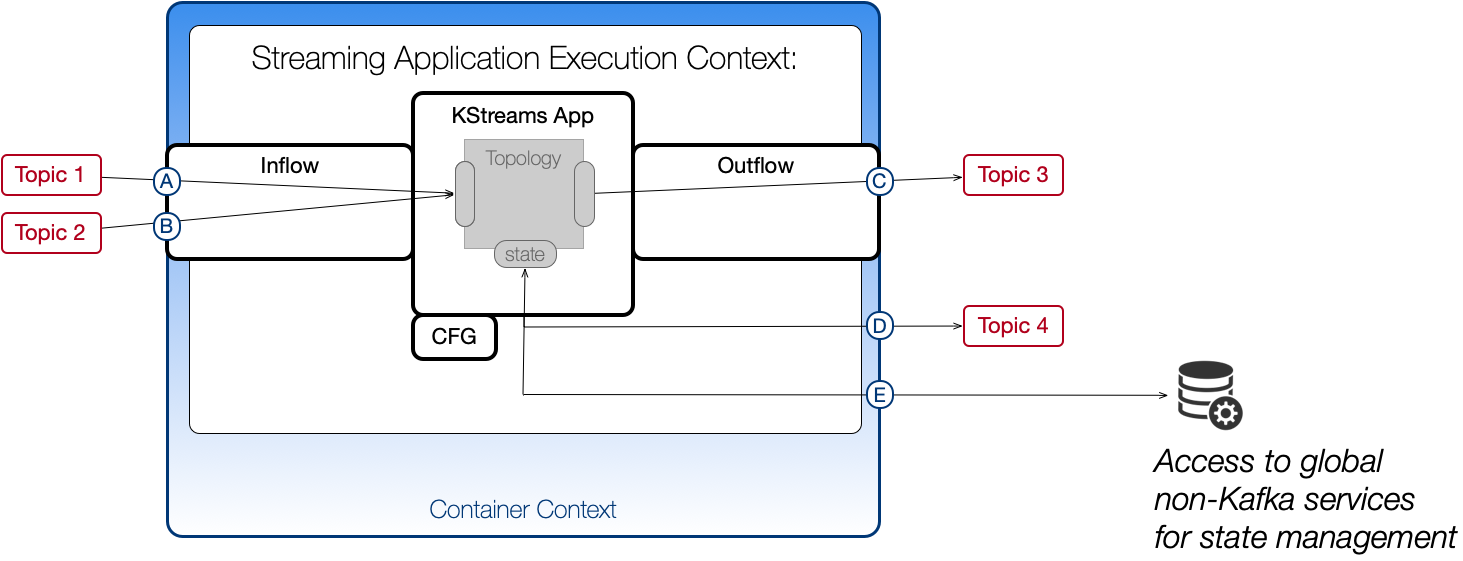 Streaming Application Execution Context:
KStreams App
Topology
state
Inflow
Outflow
Topic 1
Topic 2
A
B
C
Topic 3
CFG
D
Topic 4
E
Access to global
non-Kafka services
for state management
Container Context